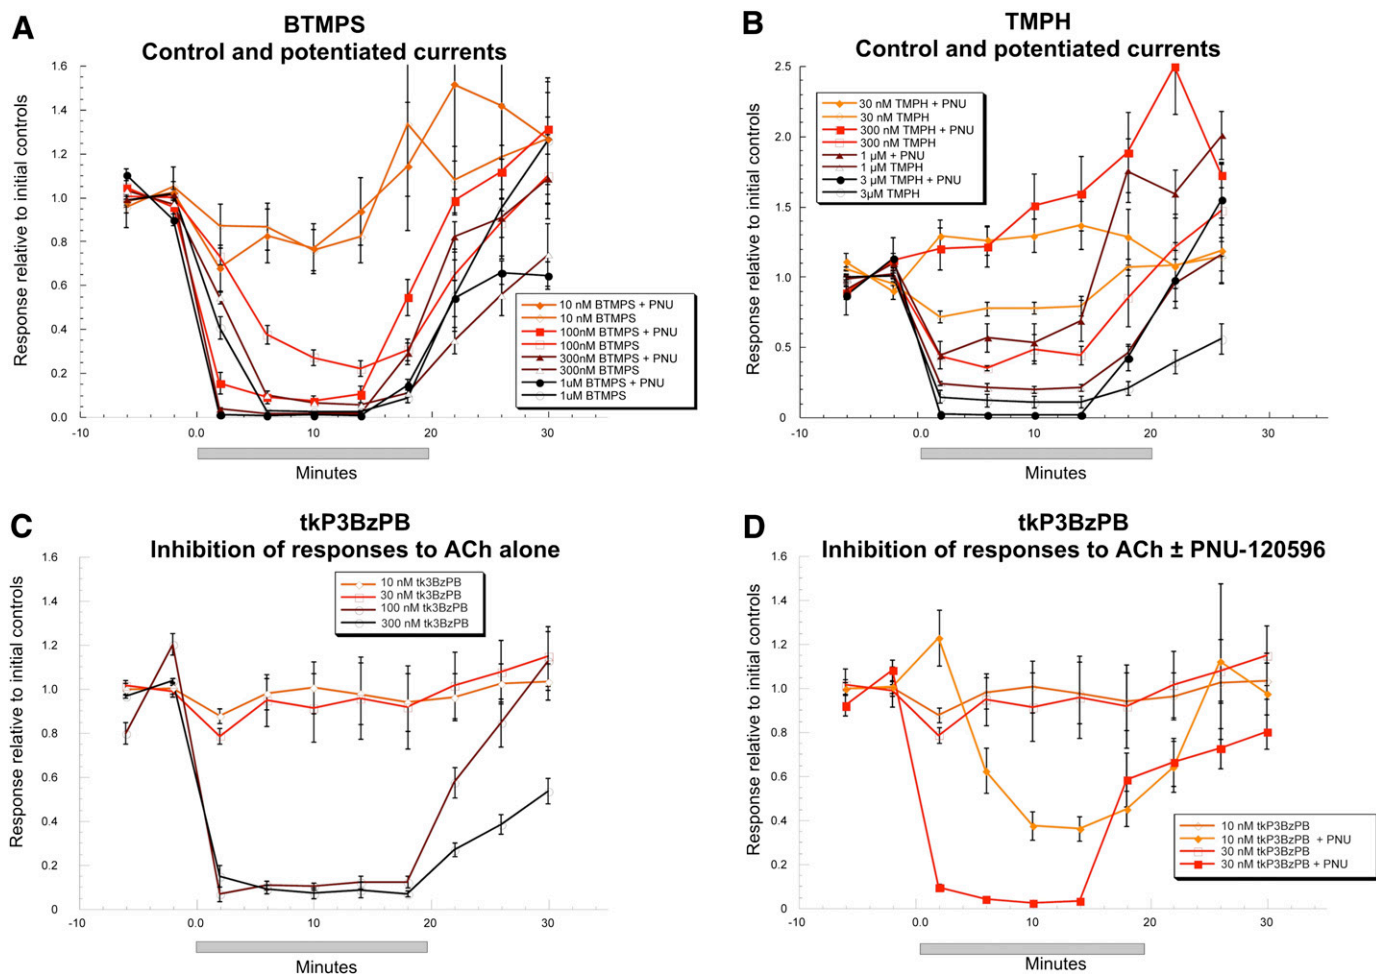 A
BTMPS
Control and potentiated currents
Response relative to initial controls
1.6
1.4
1.2
1.0
0.8
0.6
0.4
0.2
0.0
-10
0.0
10
20
30
Minutes
10 nM BTMPS + PNU
10 nM BTMPS
100nM BTMPS + PNU
100nM BTMPS
300nM BTMPS + PNU
300nM BTMPS
1uM BTMPS + PNU
1uM BTMPS
B
TMPH
Control and potentiated currents
Response relative to initial controls
2.5
2.0
1.5
1.0
0.5
0
-10
0.0
10
20
30
Minutes
30 nM TMPH + PNU
30 nM TMPH
300 nM TMPH + PNU
300 nM TMPH
1 µM + PNU
1 µM TMPH
3 µM TMPH + PNU
3µM TMPH
C
tkP3BzPB
Inhibition of responses to ACh alone
Response relative to initial controls
1.6
1.4
1.2
1.0
0.8
0.6
0.4
0.2
0
-10
0.0
10
20
30
Minutes
10 nM tk3BzPB
30 nM tk3BzPB
100 nM tk3BzPB
300 nM tk3BzPB
D
tkP3BzPB
Inhibition of responses to ACh ± PNU-120596
Response relative to initial controls
1.6
1.4
1.2
1.0
0.8
0.6
0.4
0.2
0
-10
0.0
10
20
30
Minutes
10 nM tkP3BzPB
10 nM tkP3BzPB + PNU
30 nM tkP3BzPB
30 nM tkP3BzPB + PNU